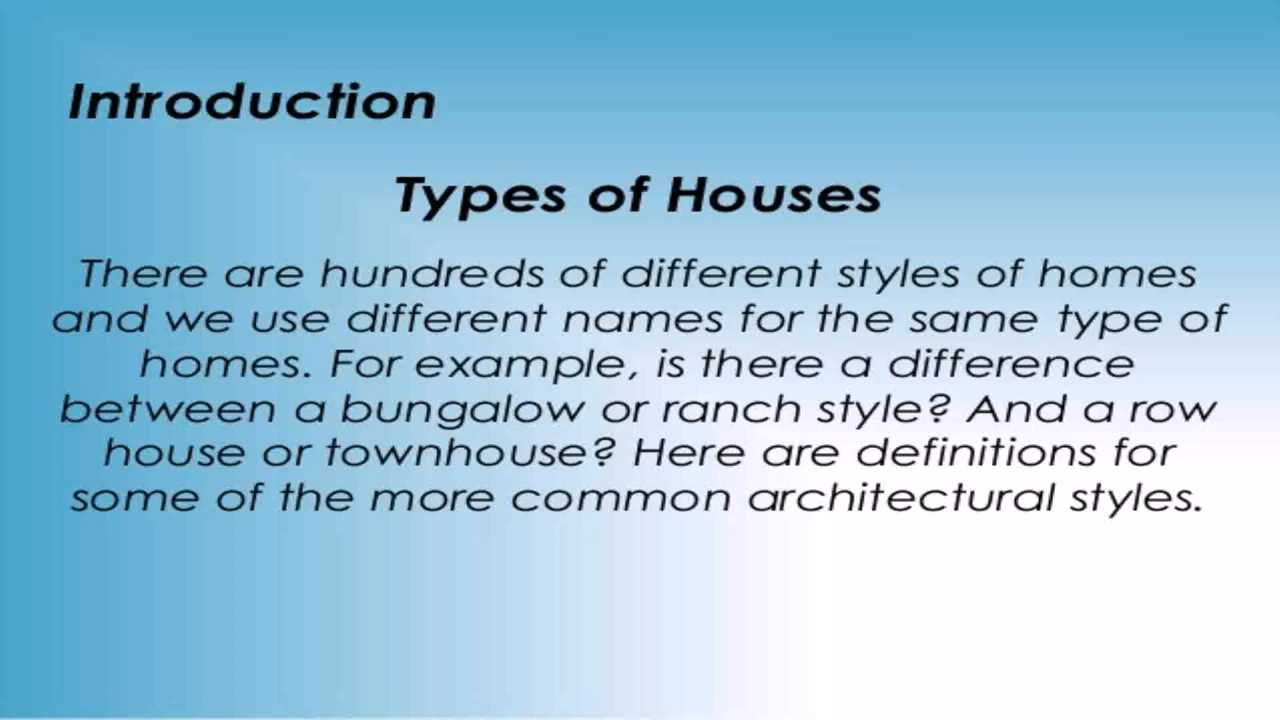 Introduction
Types of Houses
There are hundreds of different styles of homes
and we use different names for the same type of
homes. For example, is there a difference
between a bungalow or ranch style? And a row
house or townhouse? Here are definitions for
some of the more common architectural styles.